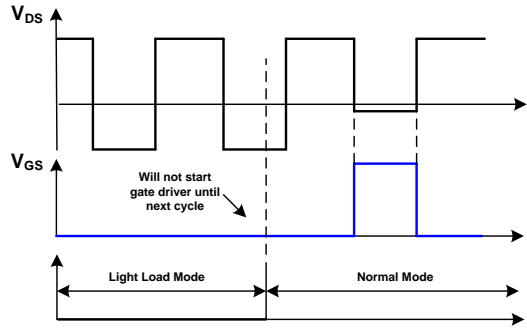 VDS
VGS
Will not start
gate driver until
next cycle
Light Load Mode
Normal Mode